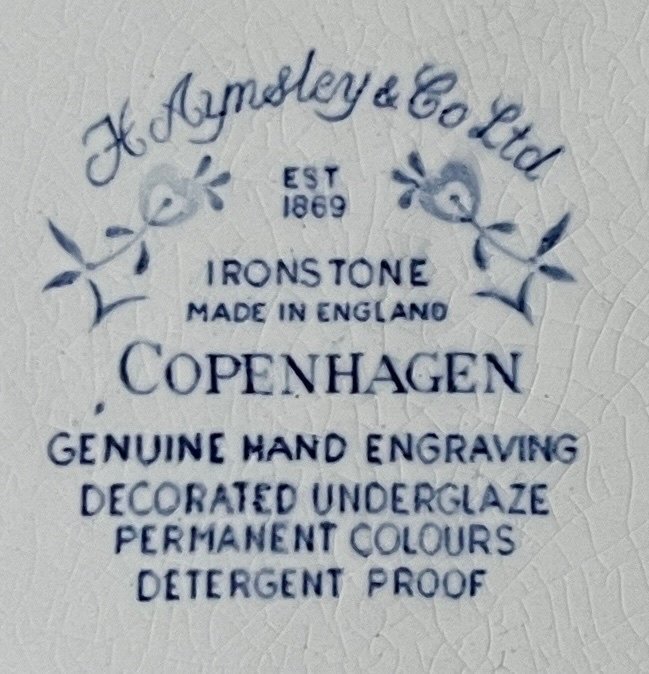 H Aynsley & Co Ltd
EST
1869
IRONSTONE
MADE IN ENGLAND
COPENHAGEN
GENUINE HAND ENGRAVING
DECORATED UNDERGLAZE
PERMANENT COLOURS
DETERGENT PROOF